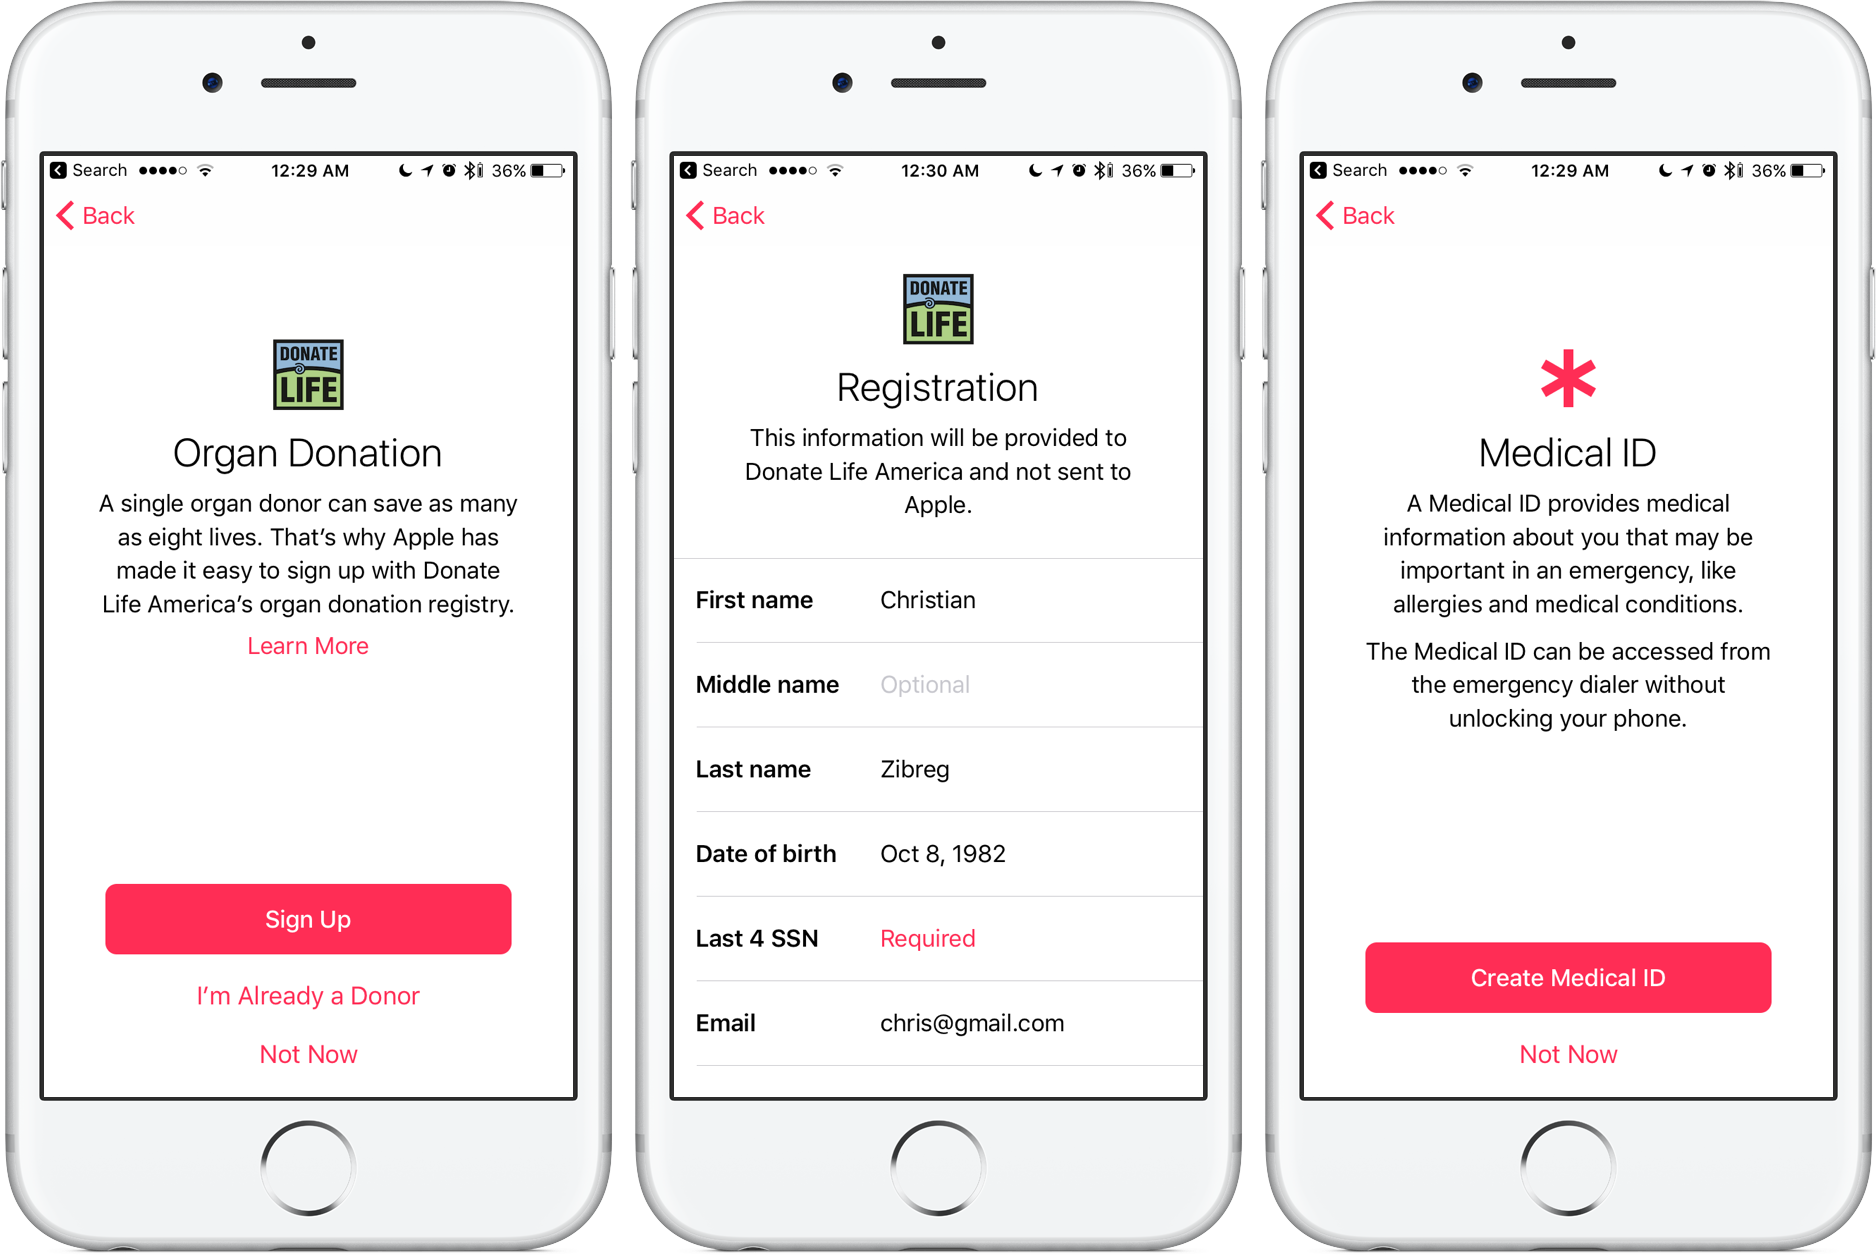 Search 12:29 AM 36%
Back
DONATE
LIFE
Organ Donation
A single organ donor can save as many
as eight lives. That's why Apple has
made it easy to sign up with Donate
Life America's organ donation registry.
Learn More
Sign Up
I'm Already a Donor
Not Now
Search 12:30 AM 36%
Back
DONATE
LIFE
Registration
This information will be provided to
Donate Life America and not sent to
Apple.
First name Christian
Middle name Optional
Last name Zibreg
Date of birth Oct 8, 1982
Last 4 SSN Required
Email chris@gmail.com
Search 12:29 AM 36%
Back
Medical ID
A Medical ID provides medical
information about you that may be
important in an emergency, like
allergies and medical conditions.
The Medical ID can be accessed from
the emergency dialer without
unlocking your phone.
Create Medical ID
Not Now